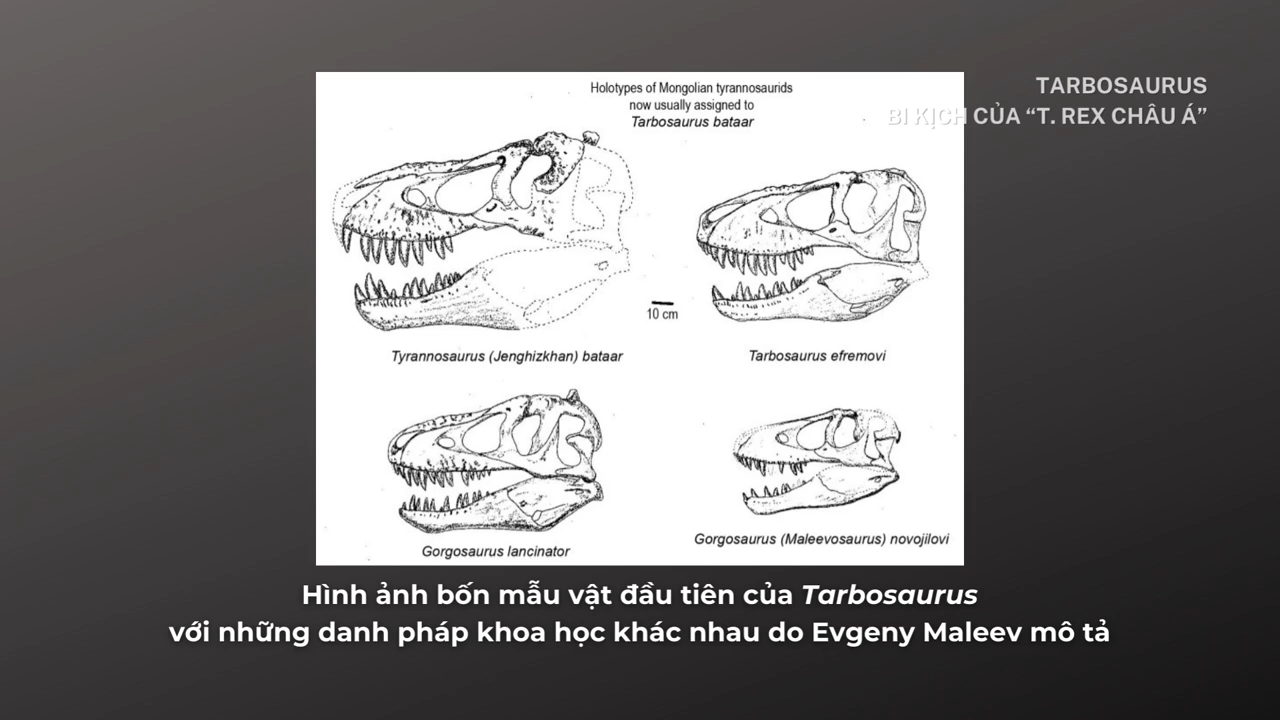 TARBOSAURUS
BI KỊCH CỦA “T. REX CHÂU Á”
Holotypes of Mongolian tyrannosaurids
now usually assigned to
Tarbosaurus bataar
10 cm
Tyrannosaurus (Jenghizkhan) bataar
Tarbosaurus efremovi
Gorgosaurus lancinator
Gorgosaurus (Maleevosaurus) novojilovi
Hình ảnh bốn mẫu vật đầu tiên của Tarbosaurus
với những danh pháp khoa học khác nhau do Evgeny Maleev mô tả